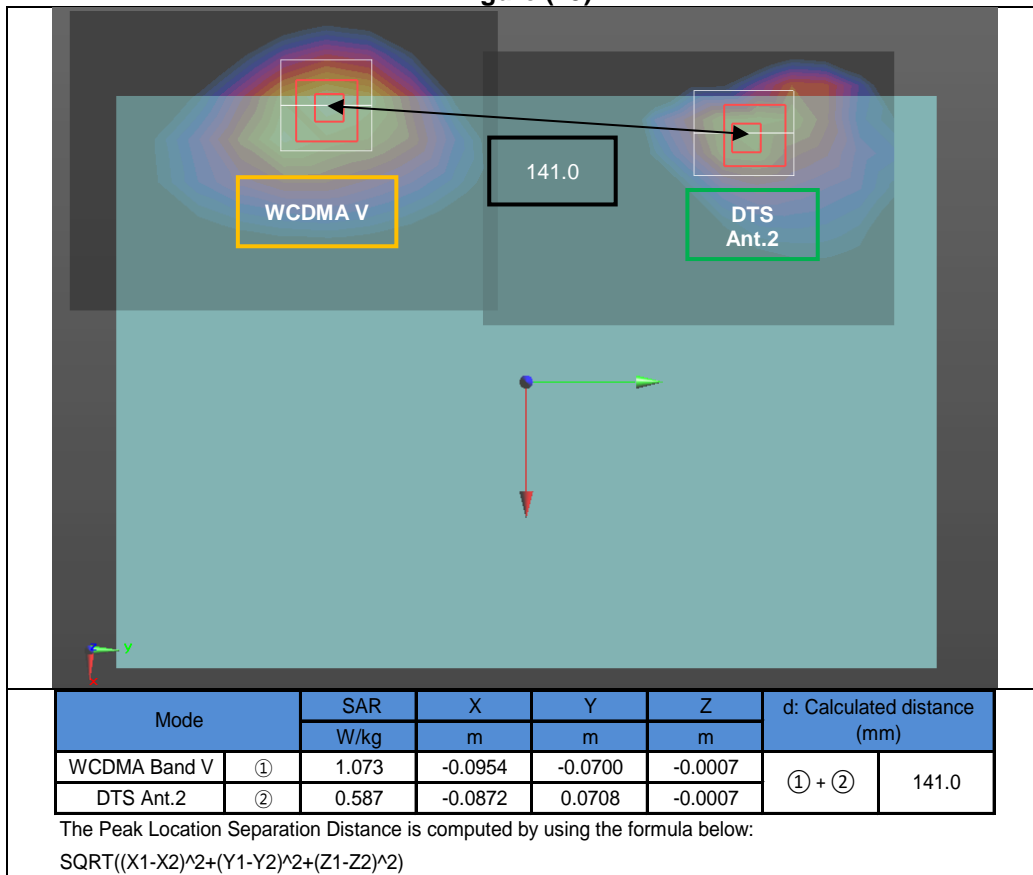 141.0
WCDMA V
DTS
Ant.2
Y
X
Mode SAR X Y Z d: Calculated distance
(mm)
W/kg m m m
WCDMA Band V ① 1.073 -0.0954 -0.0700 -0.0007 ① + ② 141.0
DTS Ant.2 ② 0.587 -0.0872 0.0708 -0.0007
The Peak Location Separation Distance is computed by using the formula below:
SQRT((X1-X2)^2+(Y1-Y2)^2+(Z1-Z2)^2)